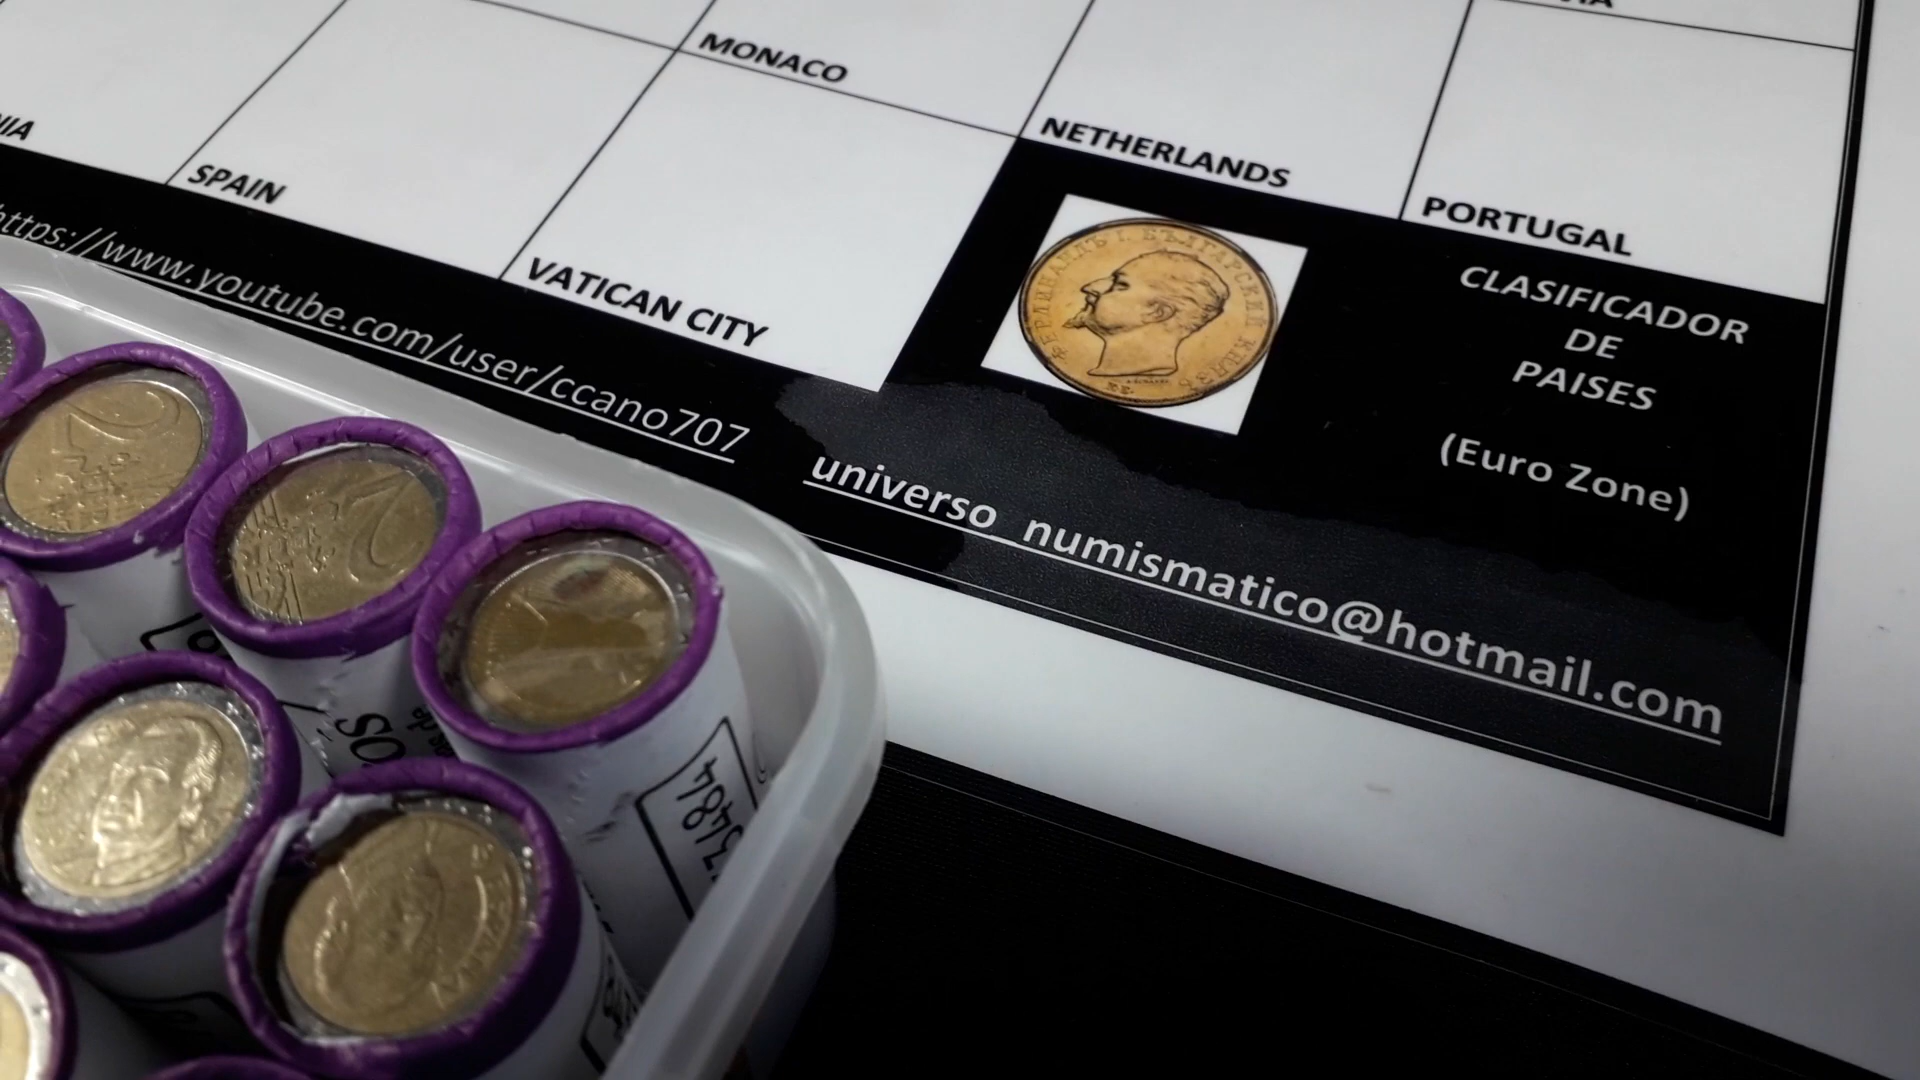 MONACO
NETHERLANDS
PORTUGAL
SPAIN
VATICAN CITY
https://www.youtube.com/user/ccano707
CLASIFICADOR
DE
PAISES
(Euro Zone)
universo_numismatico@hotmail.com